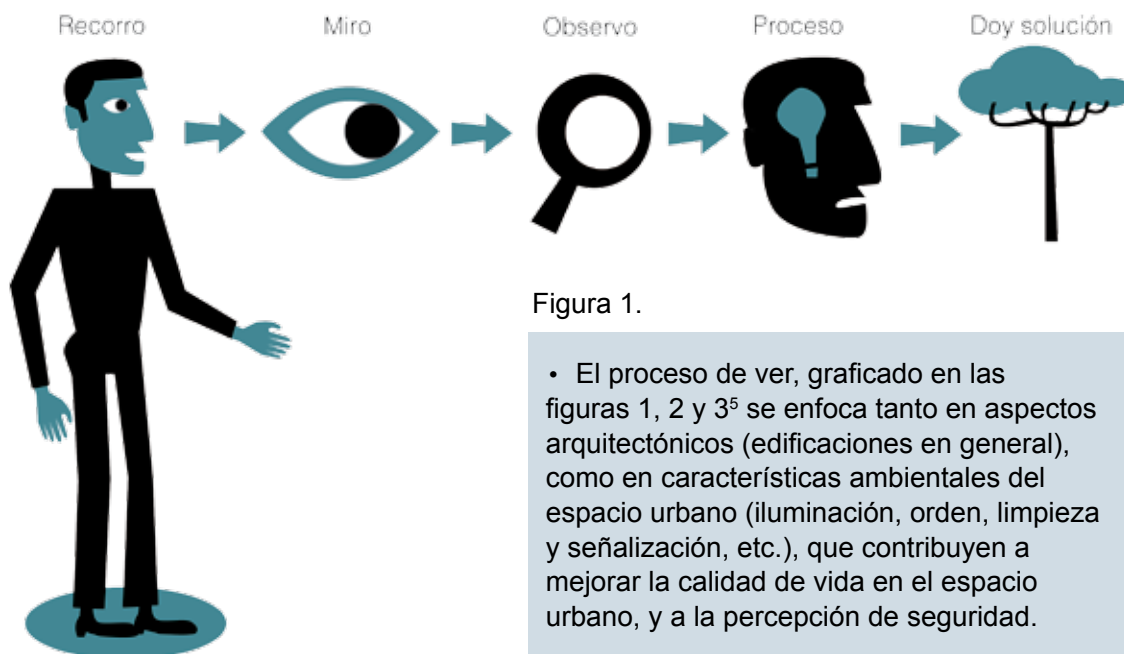 Recorro Miro Observo Proceso Doy solución
Figura 1.
• El proceso de ver, graficado en las
figuras 1, 2 y 3⁵ se enfoca tanto en aspectos
arquitectónicos (edificaciones en general),
como en características ambientales del
espacio urbano (iluminación, orden, limpieza
y señalización, etc.), que contribuyen a
mejorar la calidad de vida en el espacio
urbano, y a la percepción de seguridad.